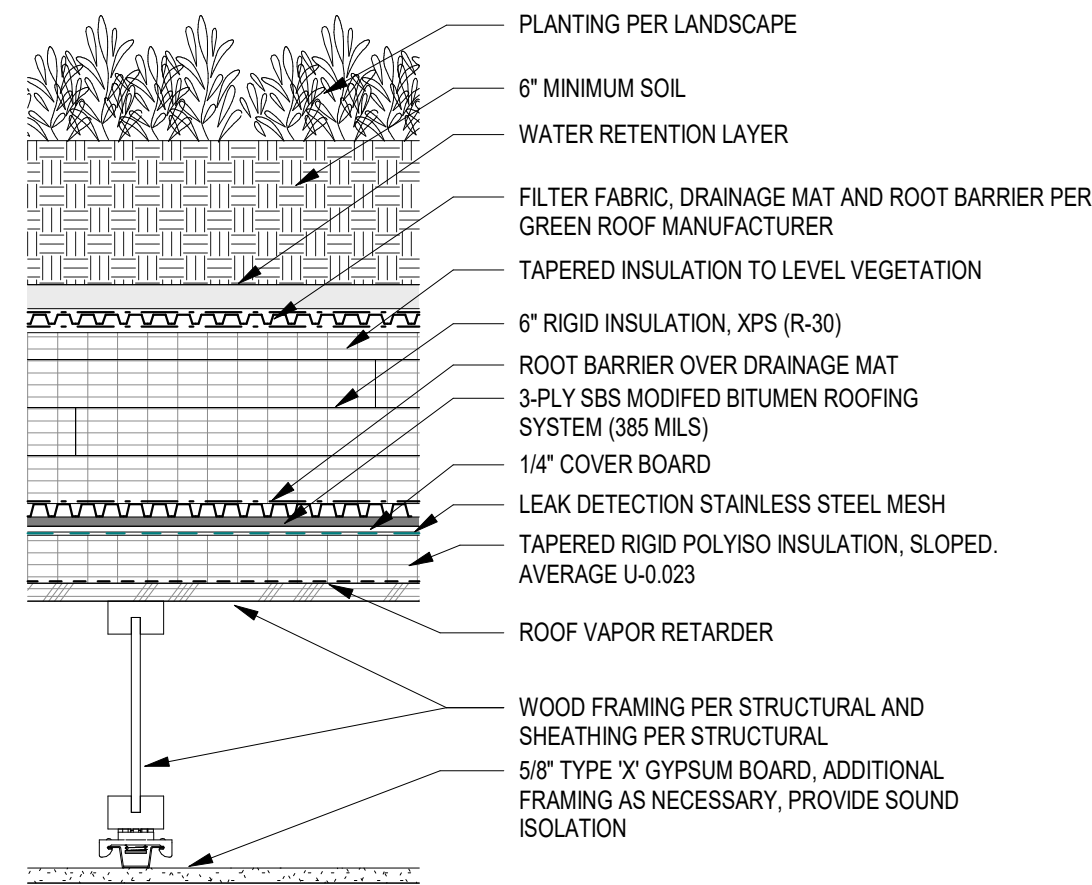 PLANTING PER LANDSCAPE
6" MINIMUM SOIL
WATER RETENTION LAYER
FILTER FABRIC, DRAINAGE MAT AND ROOT BARRIER PER
GREEN ROOF MANUFACTURER
TAPERED INSULATION TO LEVEL VEGETATION
6" RIGID INSULATION, XPS (R-30)
ROOT BARRIER OVER DRAINAGE MAT
3-PLY SBS MODIFED BITUMEN ROOFING
SYSTEM (385 MILS)
1/4" COVER BOARD
LEAK DETECTION STAINLESS STEEL MESH
TAPERED RIGID POLYISO INSULATION, SLOPED.
AVERAGE U-0.023
ROOF VAPOR RETARDER
WOOD FRAMING PER STRUCTURAL AND
SHEATHING PER STRUCTURAL
5/8" TYPE 'X' GYPSUM BOARD, ADDITIONAL
FRAMING AS NECESSARY, PROVIDE SOUND
ISOLATION